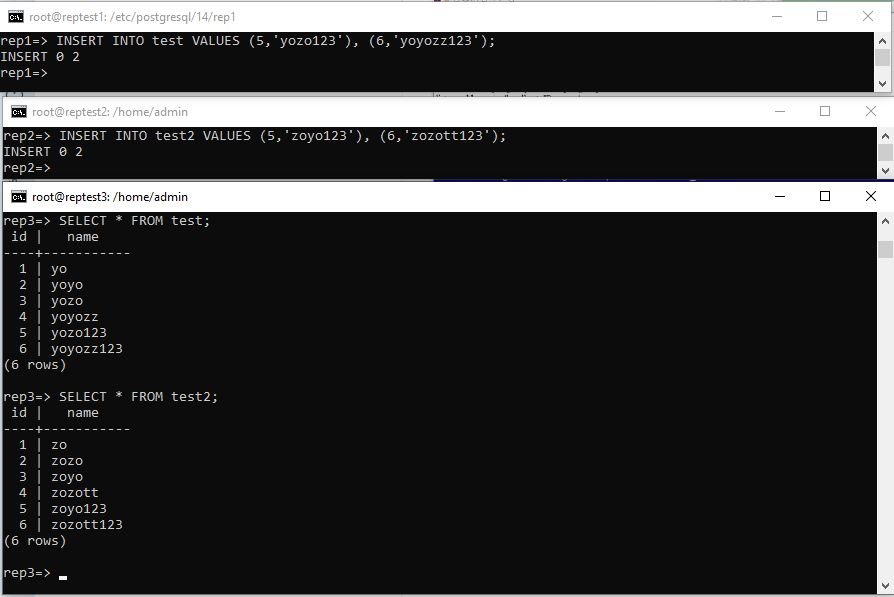 root@reptest1: /etc/postgresql/14/rep1
rep1=> INSERT INTO test VALUES (5,'yozo123'), (6,'yoyozz123');
INSERT 0 2
rep1=>
root@reptest2: /home/admin
rep2=> INSERT INTO test2 VALUES (5,'zoyo123'), (6,'zozott123');
INSERT 0 2
rep2=>
root@reptest3: /home/admin
rep3=> SELECT * FROM test;
 id |   name
----+-----------
  1 | yo
  2 | yoyo
  3 | yozo
  4 | yoyozz
  5 | yozo123
  6 | yoyozz123
(6 rows)
rep3=> SELECT * FROM test2;
 id |   name
----+-----------
  1 | zo
  2 | zozo
  3 | zoyo
  4 | zozott
  5 | zoyo123
  6 | zozott123
(6 rows)
rep3=>